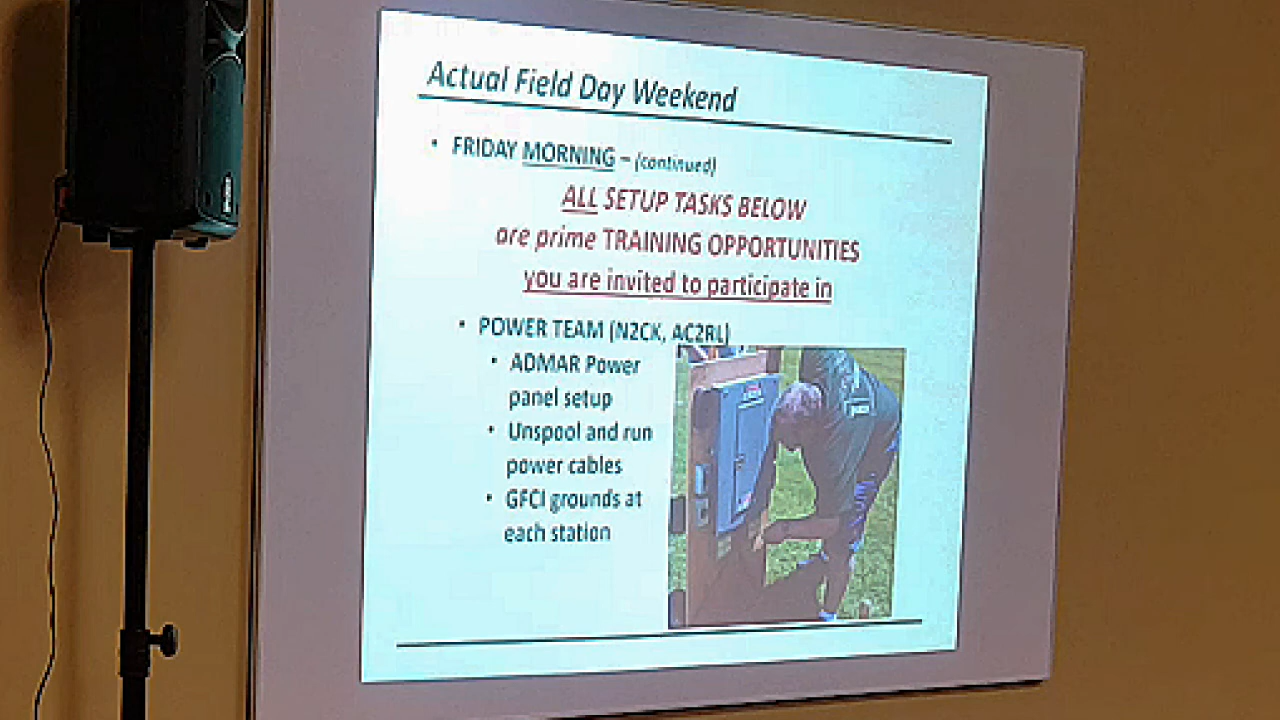 Actual Field Day Weekend
• FRIDAY MORNING – (continued)
ALL SETUP TASKS BELOW
are prime TRAINING OPPORTUNITIES
you are invited to participate in
• POWER TEAM (N2CK, AC2RL)
• ADMAR Power
panel setup
• Unspool and run
power cables
• GFCI grounds at
each station